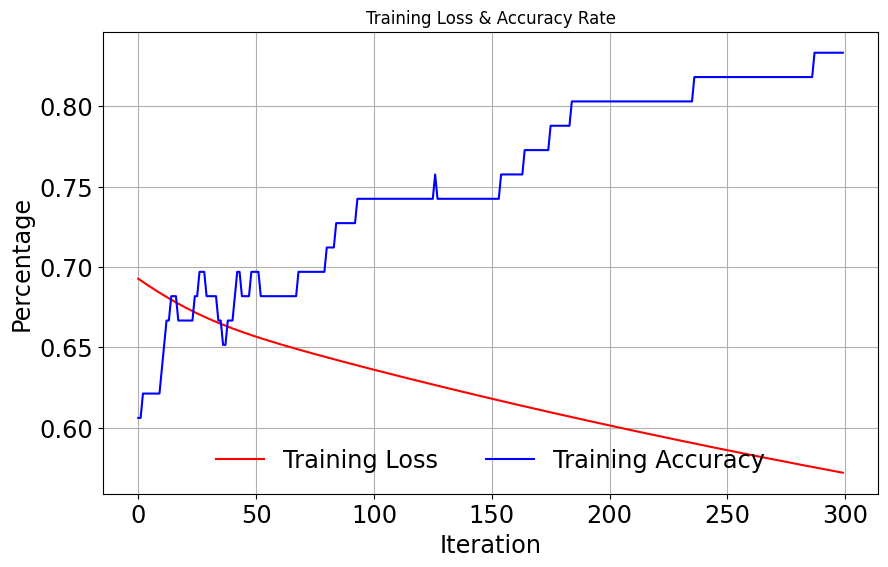 Training Loss & Accuracy Rate
0.80
0.75
0.70
0.65
0.60
Percentage
Training Loss
Training Accuracy
0 50 100 150 200 250 300
Iteration